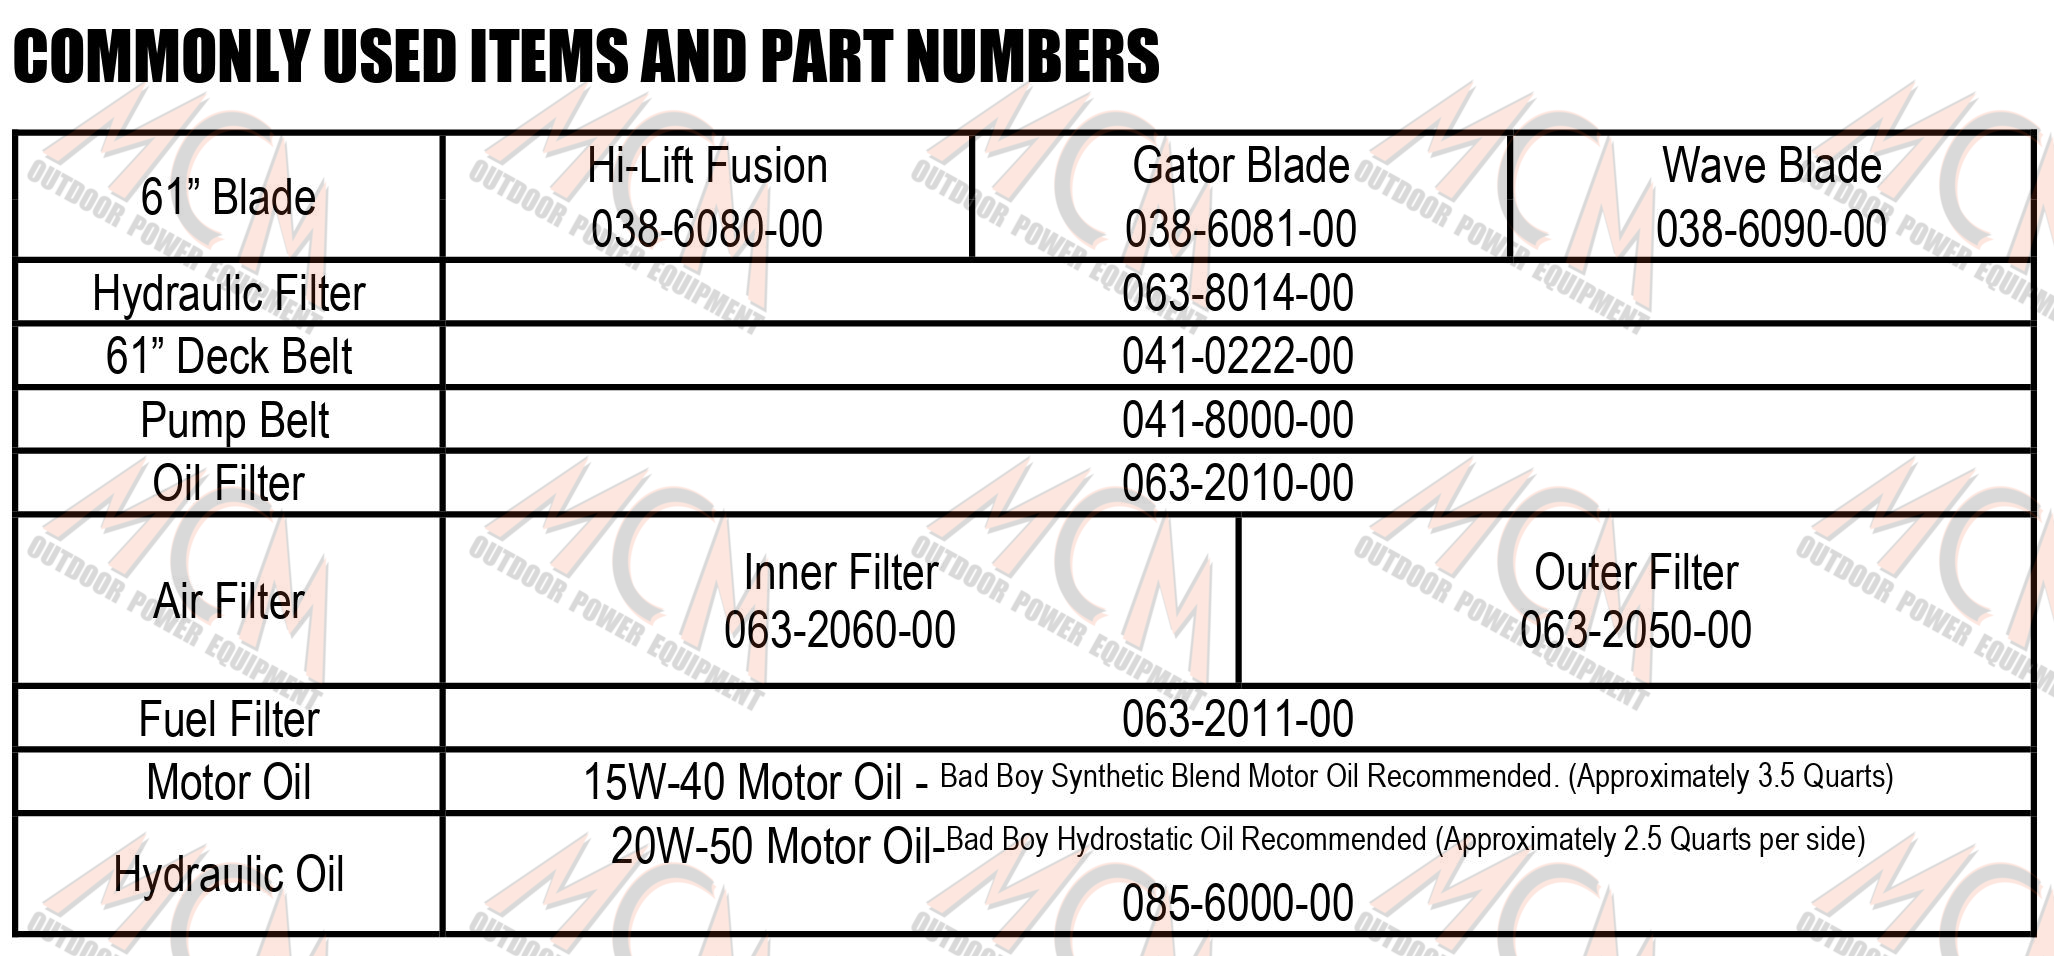 COMMONLY USED ITEMS AND PART NUMBERS
61” Blade
Hi-Lift Fusion
038-6080-00
Gator Blade
038-6081-00
Wave Blade
038-6090-00
Hydraulic Filter
063-8014-00
61” Deck Belt
041-0222-00
Pump Belt
041-8000-00
Oil Filter
063-2010-00
Air Filter
Inner Filter
063-2060-00
Outer Filter
063-2050-00
Fuel Filter
063-2011-00
Motor Oil
15W-40 Motor Oil - Bad Boy Synthetic Blend Motor Oil Recommended. (Approximately 3.5 Quarts)
Hydraulic Oil
20W-50 Motor Oil-Bad Boy Hydrostatic Oil Recommended (Approximately 2.5 Quarts per side)
085-6000-00
MCM
OUTDOOR POWER EQUIPMENT